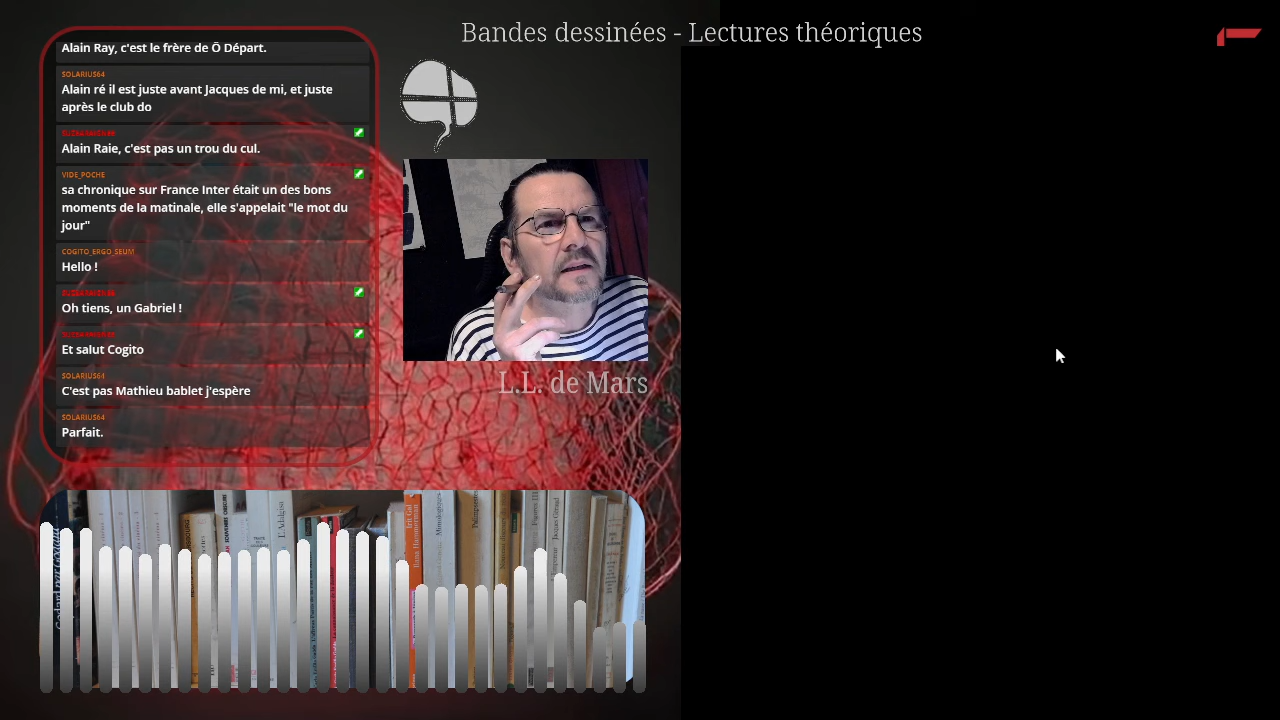 Bandes dessinées - Lectures théoriques
Alain Ray, c'est le frère de Ô Départ.
SOLARIUS64
Alain ré il est juste avant Jacques de mi, et juste
après le club do
Alain Raie, c'est pas un trou du cul.
VIDE_POCHE
sa chronique sur France Inter était un des bons
moments de la matinale, elle s'appelait "le mot du
jour"
COGITO_ERGO_SEUM
Hello !
Oh tiens, un Gabriel !
Et salut Cogito
SOLARIUS64
C'est pas Mathieu bablet j'espère
SOLARIUS64
Parfait.
L.L. de Mars